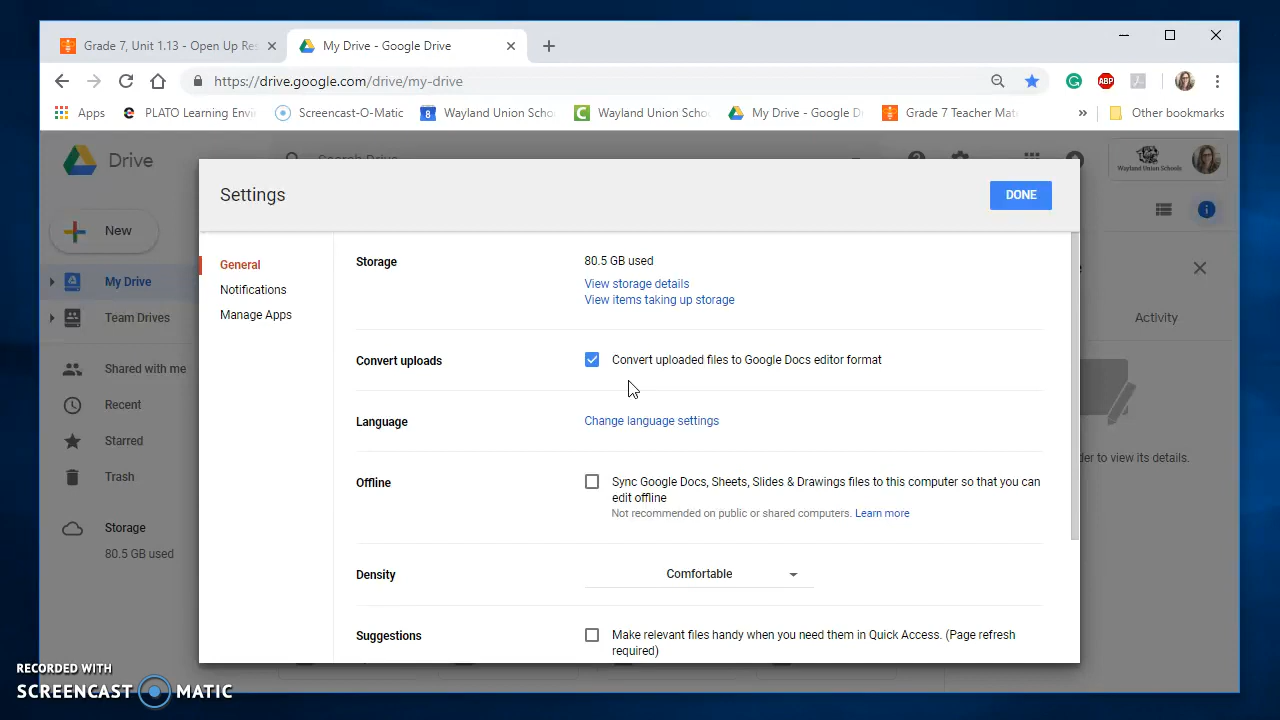 Grade 7, Unit 1.13 - Open Up Res
My Drive - Google Drive
https://drive.google.com/drive/my-drive
ABP
Apps
PLATO Learning Envi
Screencast-O-Matic
8
Wayland Union Scho
Wayland Union Scho
My Drive - Google D
Grade 7 Teacher Mat
Other bookmarks
Drive
Search Drive
Wayland Union Schools
New
My Drive
Team Drives
Shared with me
Recent
Starred
Trash
Storage
80.5 GB used
Settings
DONE
General
Notifications
Manage Apps
Storage
80.5 GB used
View storage details
View items taking up storage
Convert uploads
Convert uploaded files to Google Docs editor format
Language
Change language settings
Offline
Sync Google Docs, Sheets, Slides & Drawings files to this computer so that you can
edit offline
Not recommended on public or shared computers. Learn more
Density
Comfortable
Suggestions
Make relevant files handy when you need them in Quick Access. (Page refresh
required)
Activity
der to view its details.
RECORDED WITH
SCREENCAST MATIC